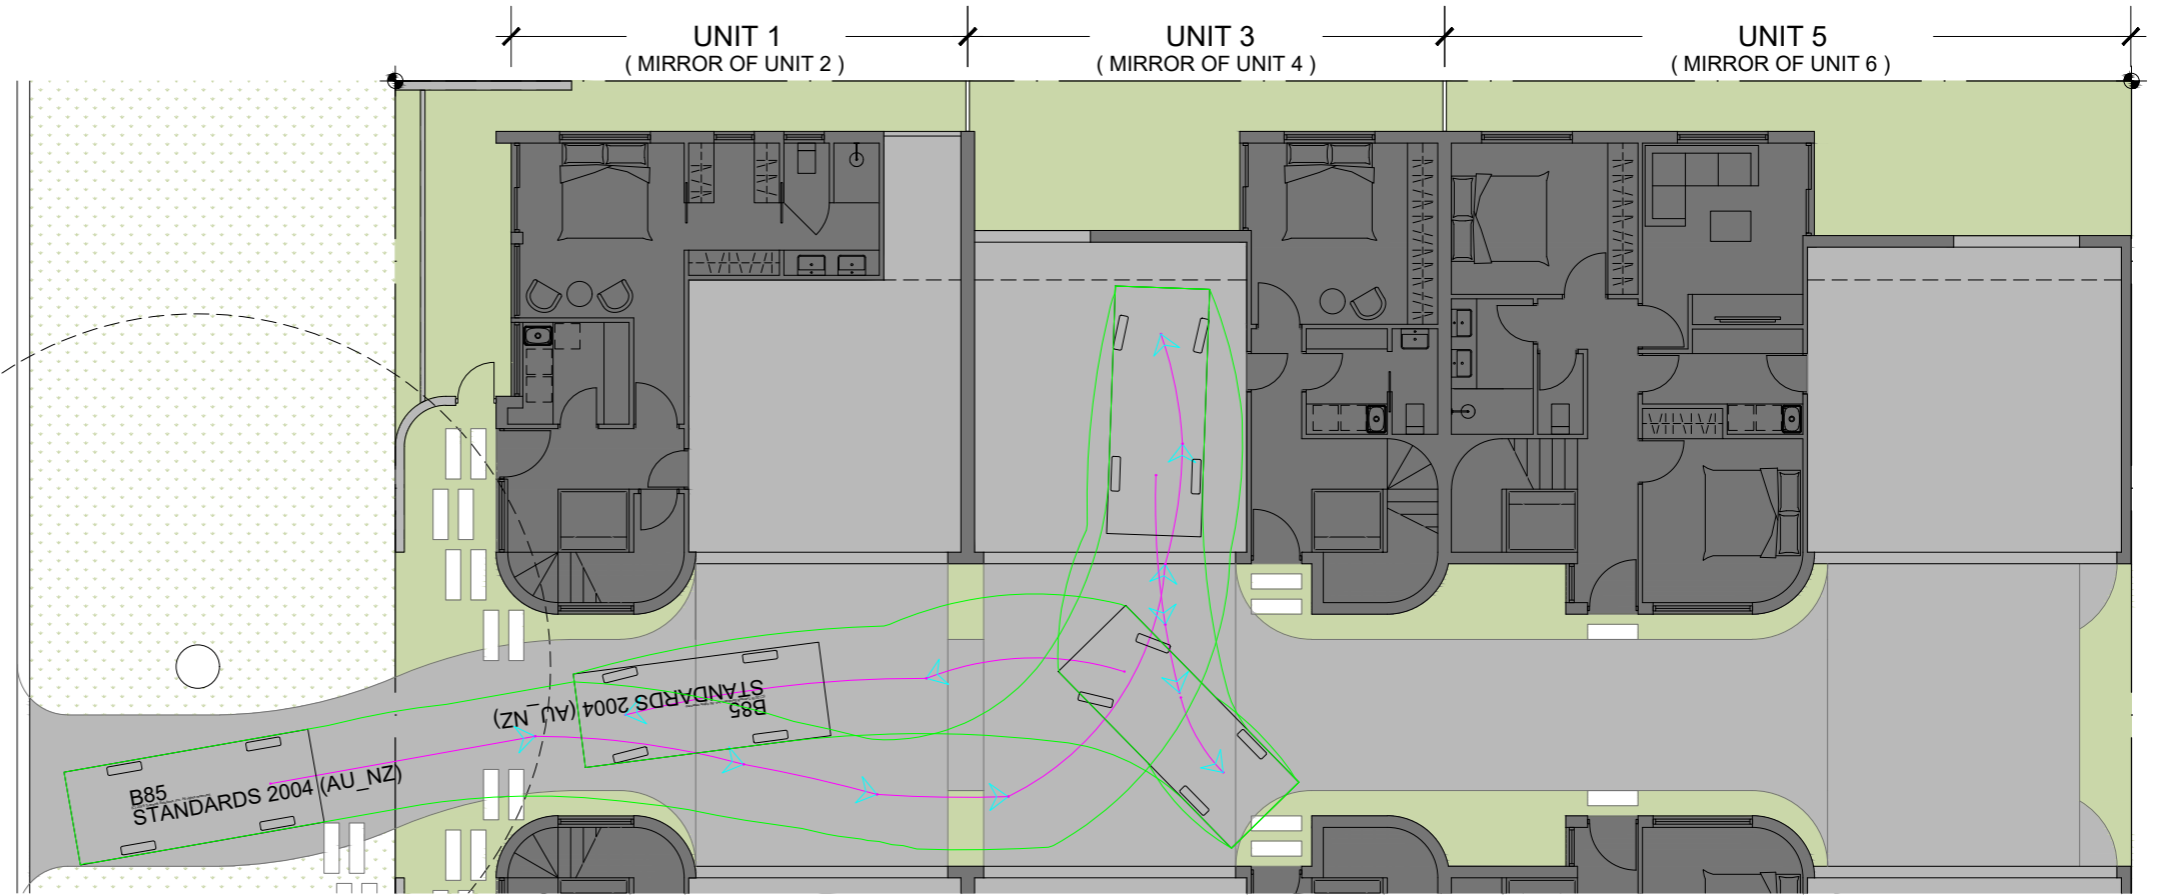 UNIT 1
( MIRROR OF UNIT 2 )
UNIT 3
( MIRROR OF UNIT 4 )
UNIT 5
( MIRROR OF UNIT 6 )
B85
STANDARDS 2004 (AU_NZ)
B85
STANDARDS 2004 (AU_NZ)